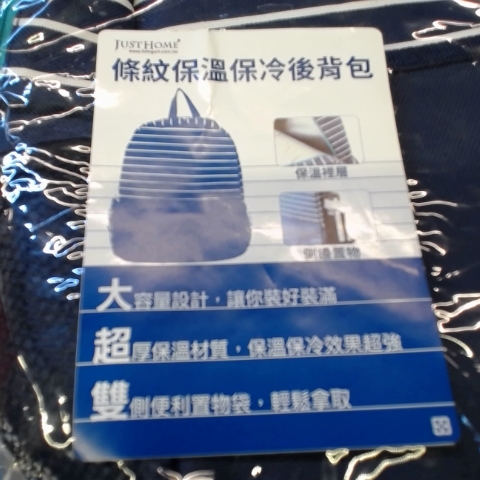 JUST HOME®
條紋保溫保冷後背包
保溫裡層
側邊置物
大容量設計，讓你裝好裝滿
超厚保溫材質，保溫保冷效果超強
雙側便利置物袋，輕鬆拿取